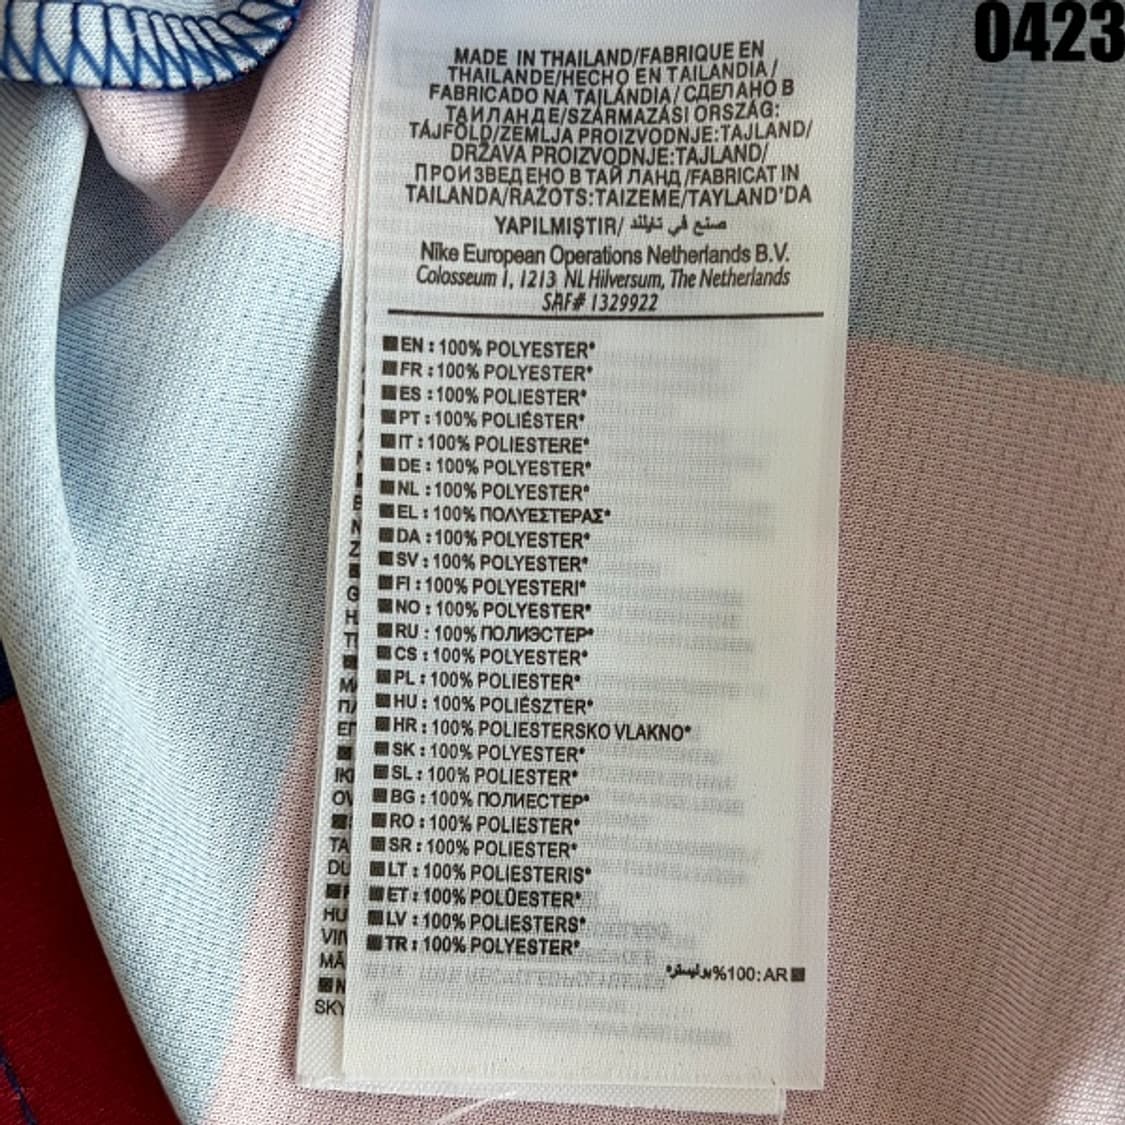 0423
MADE IN THAILAND/FABRIQUE EN
THAILANDE/HECHO EN TAILANDIA/
FABRICADO NA TAILÂNDIA/ СДЕЛАНО В
ТАИЛАНДЕ/SZÁRMAZÁSI ORSZÁG:
TÁJFÖLD/ZEMLJA PROIZVODNJE:TAJLAND/
DRŽAVA PROIZVODNJE:TAJLAND/
ПРОИЗВЕДЕНО В ТАЙ ЛАНД/FABRICAT IN
TAILANDA/RAŽOTS:TAIZEME/TAYLAND'DA
YAPILMIŞTIR/ صنع في تايلند
Nike European Operations Netherlands B.V.
Colosseum 1, 1213 NL Hilversum, The Netherlands
SAF# 1329922
EN : 100% POLYESTER*
FR : 100% POLYESTER*
ES : 100% POLIESTER*
PT : 100% POLIÉSTER*
IT : 100% POLIESTERE*
DE : 100% POLYESTER*
NL : 100% POLYESTER*
EL : 100% ΠΟΛΥΕΣΤΕΡΑΣ*
DA : 100% POLYESTER*
SV : 100% POLYESTER*
FI : 100% POLYESTERI*
NO : 100% POLYESTER*
RU : 100% ПОЛИЭСТЕР*
CS : 100% POLYESTER*
PL : 100% POLIESTER*
HU : 100% POLIÉSZTER*
HR : 100% POLIESTERSKO VLAKNO*
SK : 100% POLYESTER*
SL : 100% POLIESTER*
BG : 100% ПОЛИЕСТЕР*
RO : 100% POLIESTER*
SR : 100% POLIESTER*
LT : 100% POLIESTERIS*
ET : 100% POLÜESTER*
LV : 100% POLIESTERS*
TR : 100% POLYESTER*
AR :100% بوليستر*